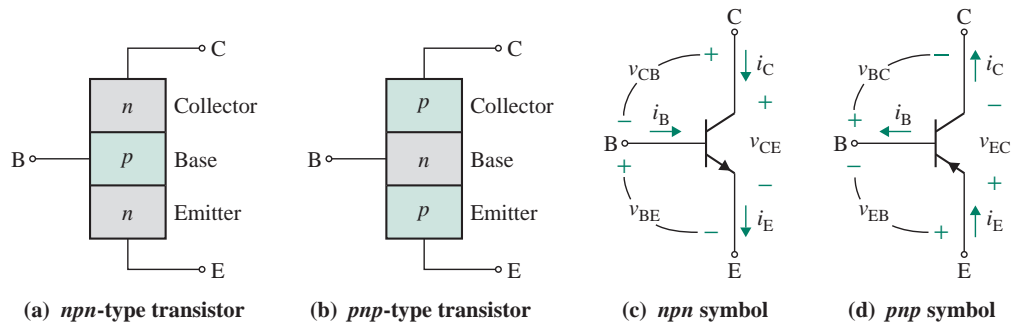 C
n
Collector
B
p
Base
n
Emitter
E
(a) npn-type transistor
C
p
Collector
B
n
Base
p
Emitter
E
(b) pnp-type transistor
C
+
iC
vCB
+
−
iB
B
vCE
+
vBE
−
−
iE
E
(c) npn symbol
C
−
iC
vBC
−
+
iB
B
vEC
−
vEB
+
+
iE
E
(d) pnp symbol